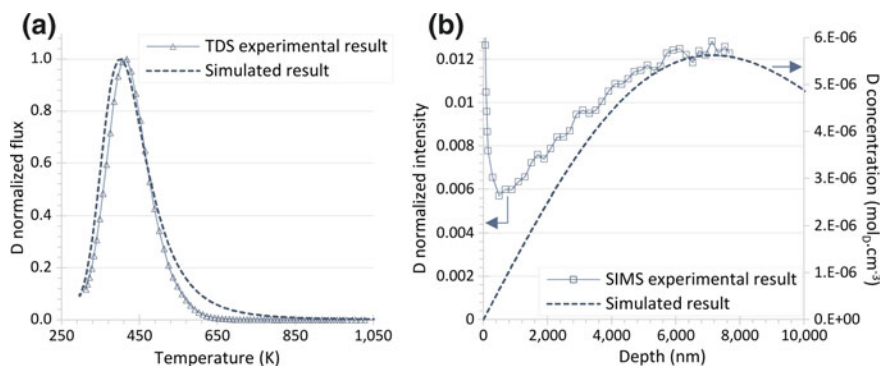 (a)
TDS experimental result
Simulated result
D normalized flux
1.0
0.8
0.6
0.4
0.2
0.0
250
450
650
850
1,050
Temperature (K)
(b)
D normalized intensity
0.012
0.01
0.008
0.006
0.004
0.002
0
SIMS experimental result
Simulated result
0
2,000
4,000
6,000
8,000
10,000
Depth (nm)
6.E-06
5.E-06
4.E-06
3.E-06
2.E-06
1.E-06
0.E+00
D concentration (mol_D.cm⁻³)